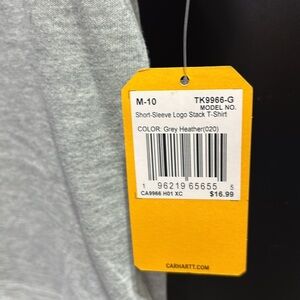 M-10 TK9966-G
MODEL NO.
Short-Sleeve Logo Stack T-Shirt
COLOR: Grey Heather(020)
1 96219 65655 5
CA9966 H01 XC $16.99
CARHARTT.COM